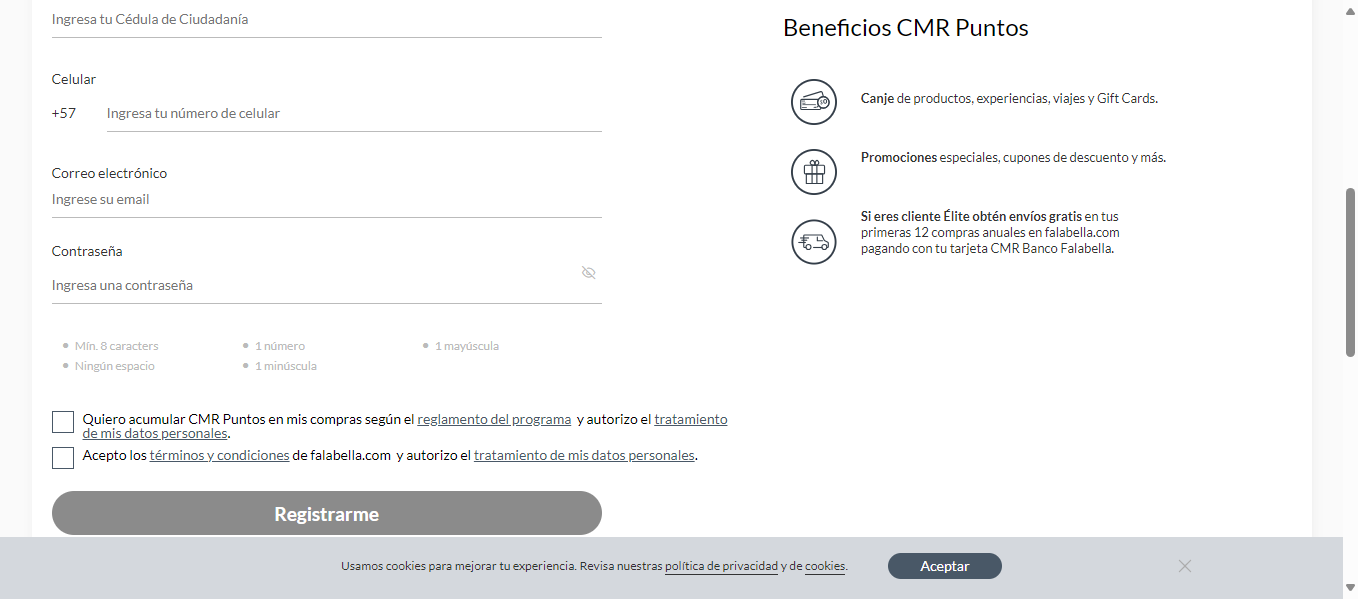 Ingresa tu Cédula de Ciudadanía
Celular
+57 Ingresa tu número de celular
Correo electrónico
Ingrese su email
Contraseña
Ingresa una contraseña
Mín. 8 caracters
1 número
1 mayúscula
Ningún espacio
1 minúscula
Quiero acumular CMR Puntos en mis compras según el reglamento del programa y autorizo el tratamiento
de mis datos personales.
Acepto los términos y condiciones de falabella.com y autorizo el tratamiento de mis datos personales.
Registrarme
Beneficios CMR Puntos
Canje de productos, experiencias, viajes y Gift Cards.
Promociones especiales, cupones de descuento y más.
Si eres cliente Élite obtén envíos gratis en tus
primeras 12 compras anuales en falabella.com
pagando con tu tarjeta CMR Banco Falabella.
Usamos cookies para mejorar tu experiencia. Revisa nuestras política de privacidad y de cookies.
Aceptar